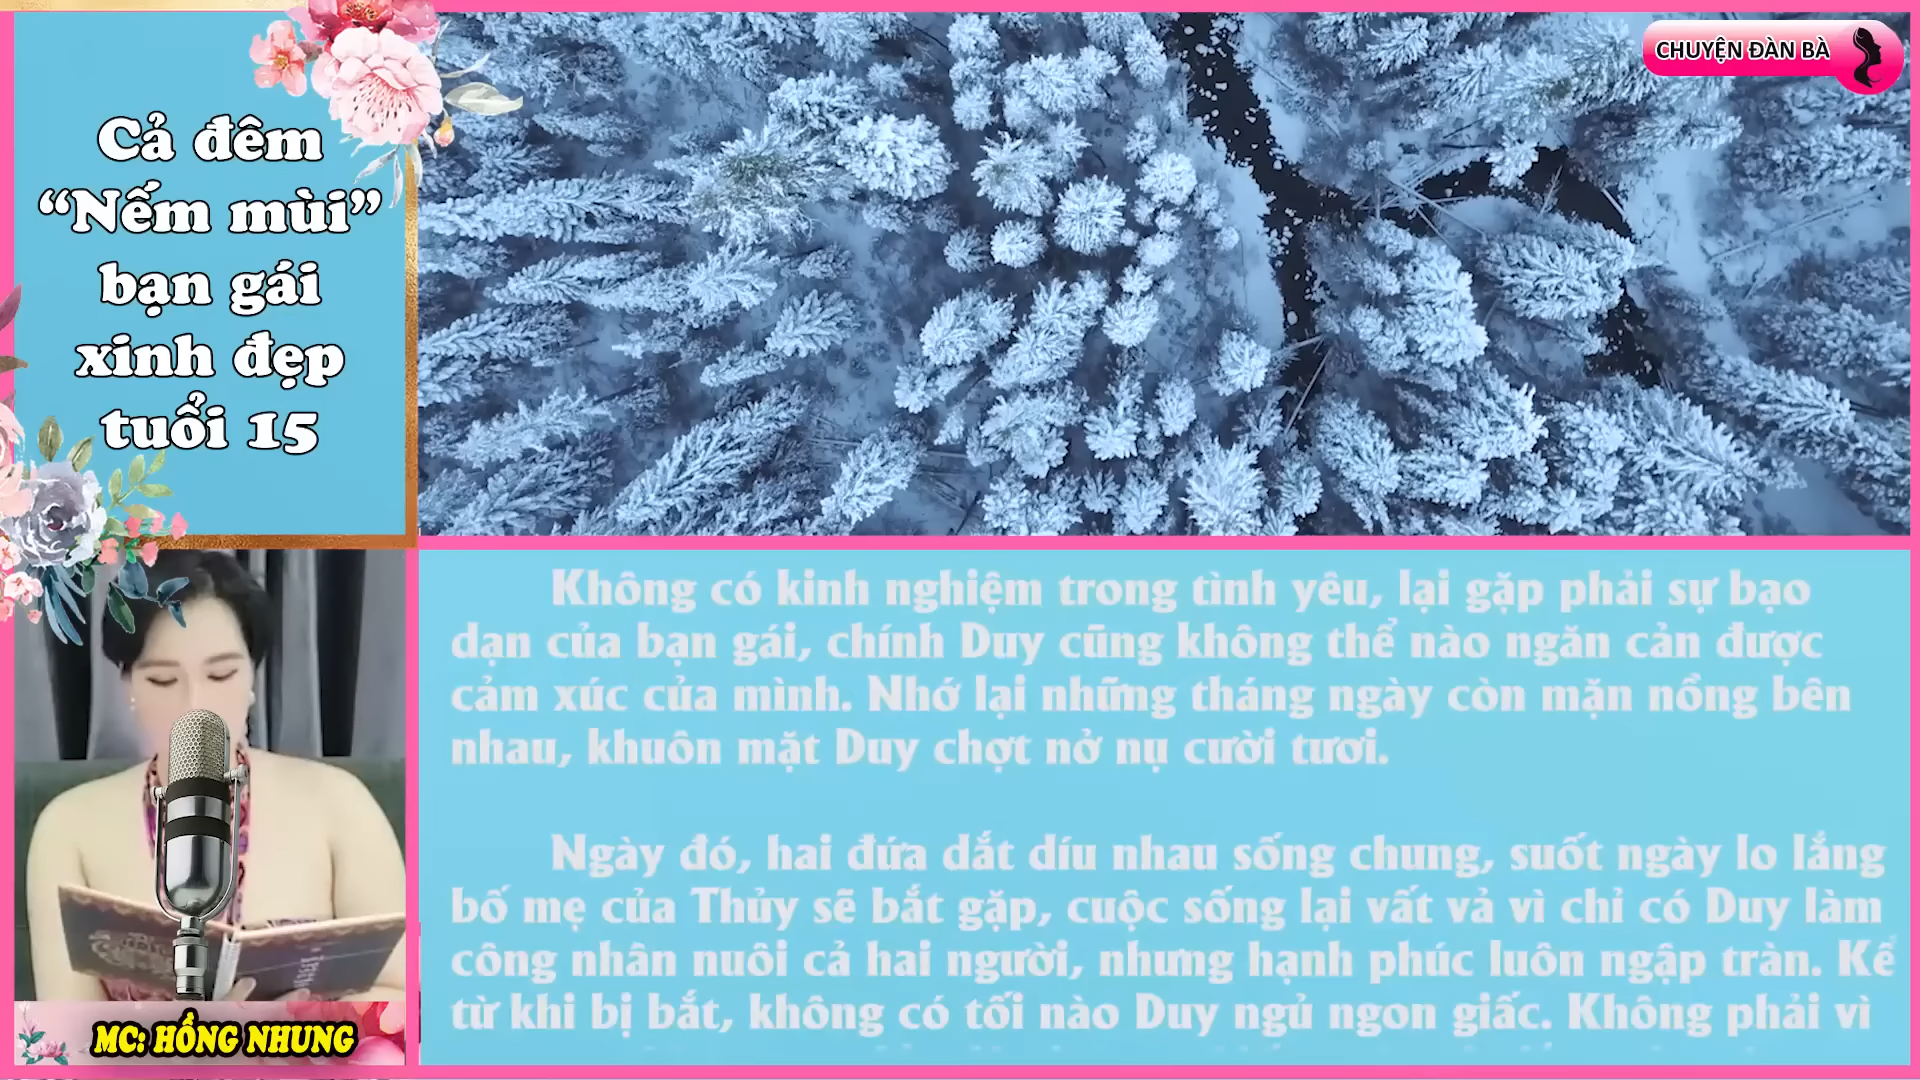 CHUYỆN ĐÀN BÀ
Cả đêm
“Nếm mùi”
bạn gái
xinh đẹp
tuổi 15
Không có kinh nghiệm trong tình yêu, lại gặp phải sự bạo
dạn của bạn gái, chính Duy cũng không thể nào ngăn cản được
cảm xúc của mình. Nhớ lại những tháng ngày còn mặn nồng bên
nhau, khuôn mặt Duy chợt nở nụ cười tươi.
Ngày đó, hai đứa dắt díu nhau sống chung, suốt ngày lo lắng
bố mẹ của Thủy sẽ bắt gặp, cuộc sống lại vất vả vì chỉ có Duy làm
công nhân nuôi cả hai người, nhưng hạnh phúc luôn ngập tràn. Kể
từ khi bị bắt, không có tối nào Duy ngủ ngon giấc. Không phải vì
MC: HỒNG NHUNG